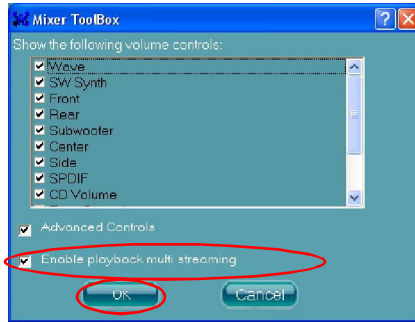 Mixer ToolBox
Show the following volume controls:
Wave
SW Synth
Front
Rear
Subwoofer
Center
Side
SPDIF
CD Volume
Advanced Controls
Enable playback multi streaming
OK
Cancel